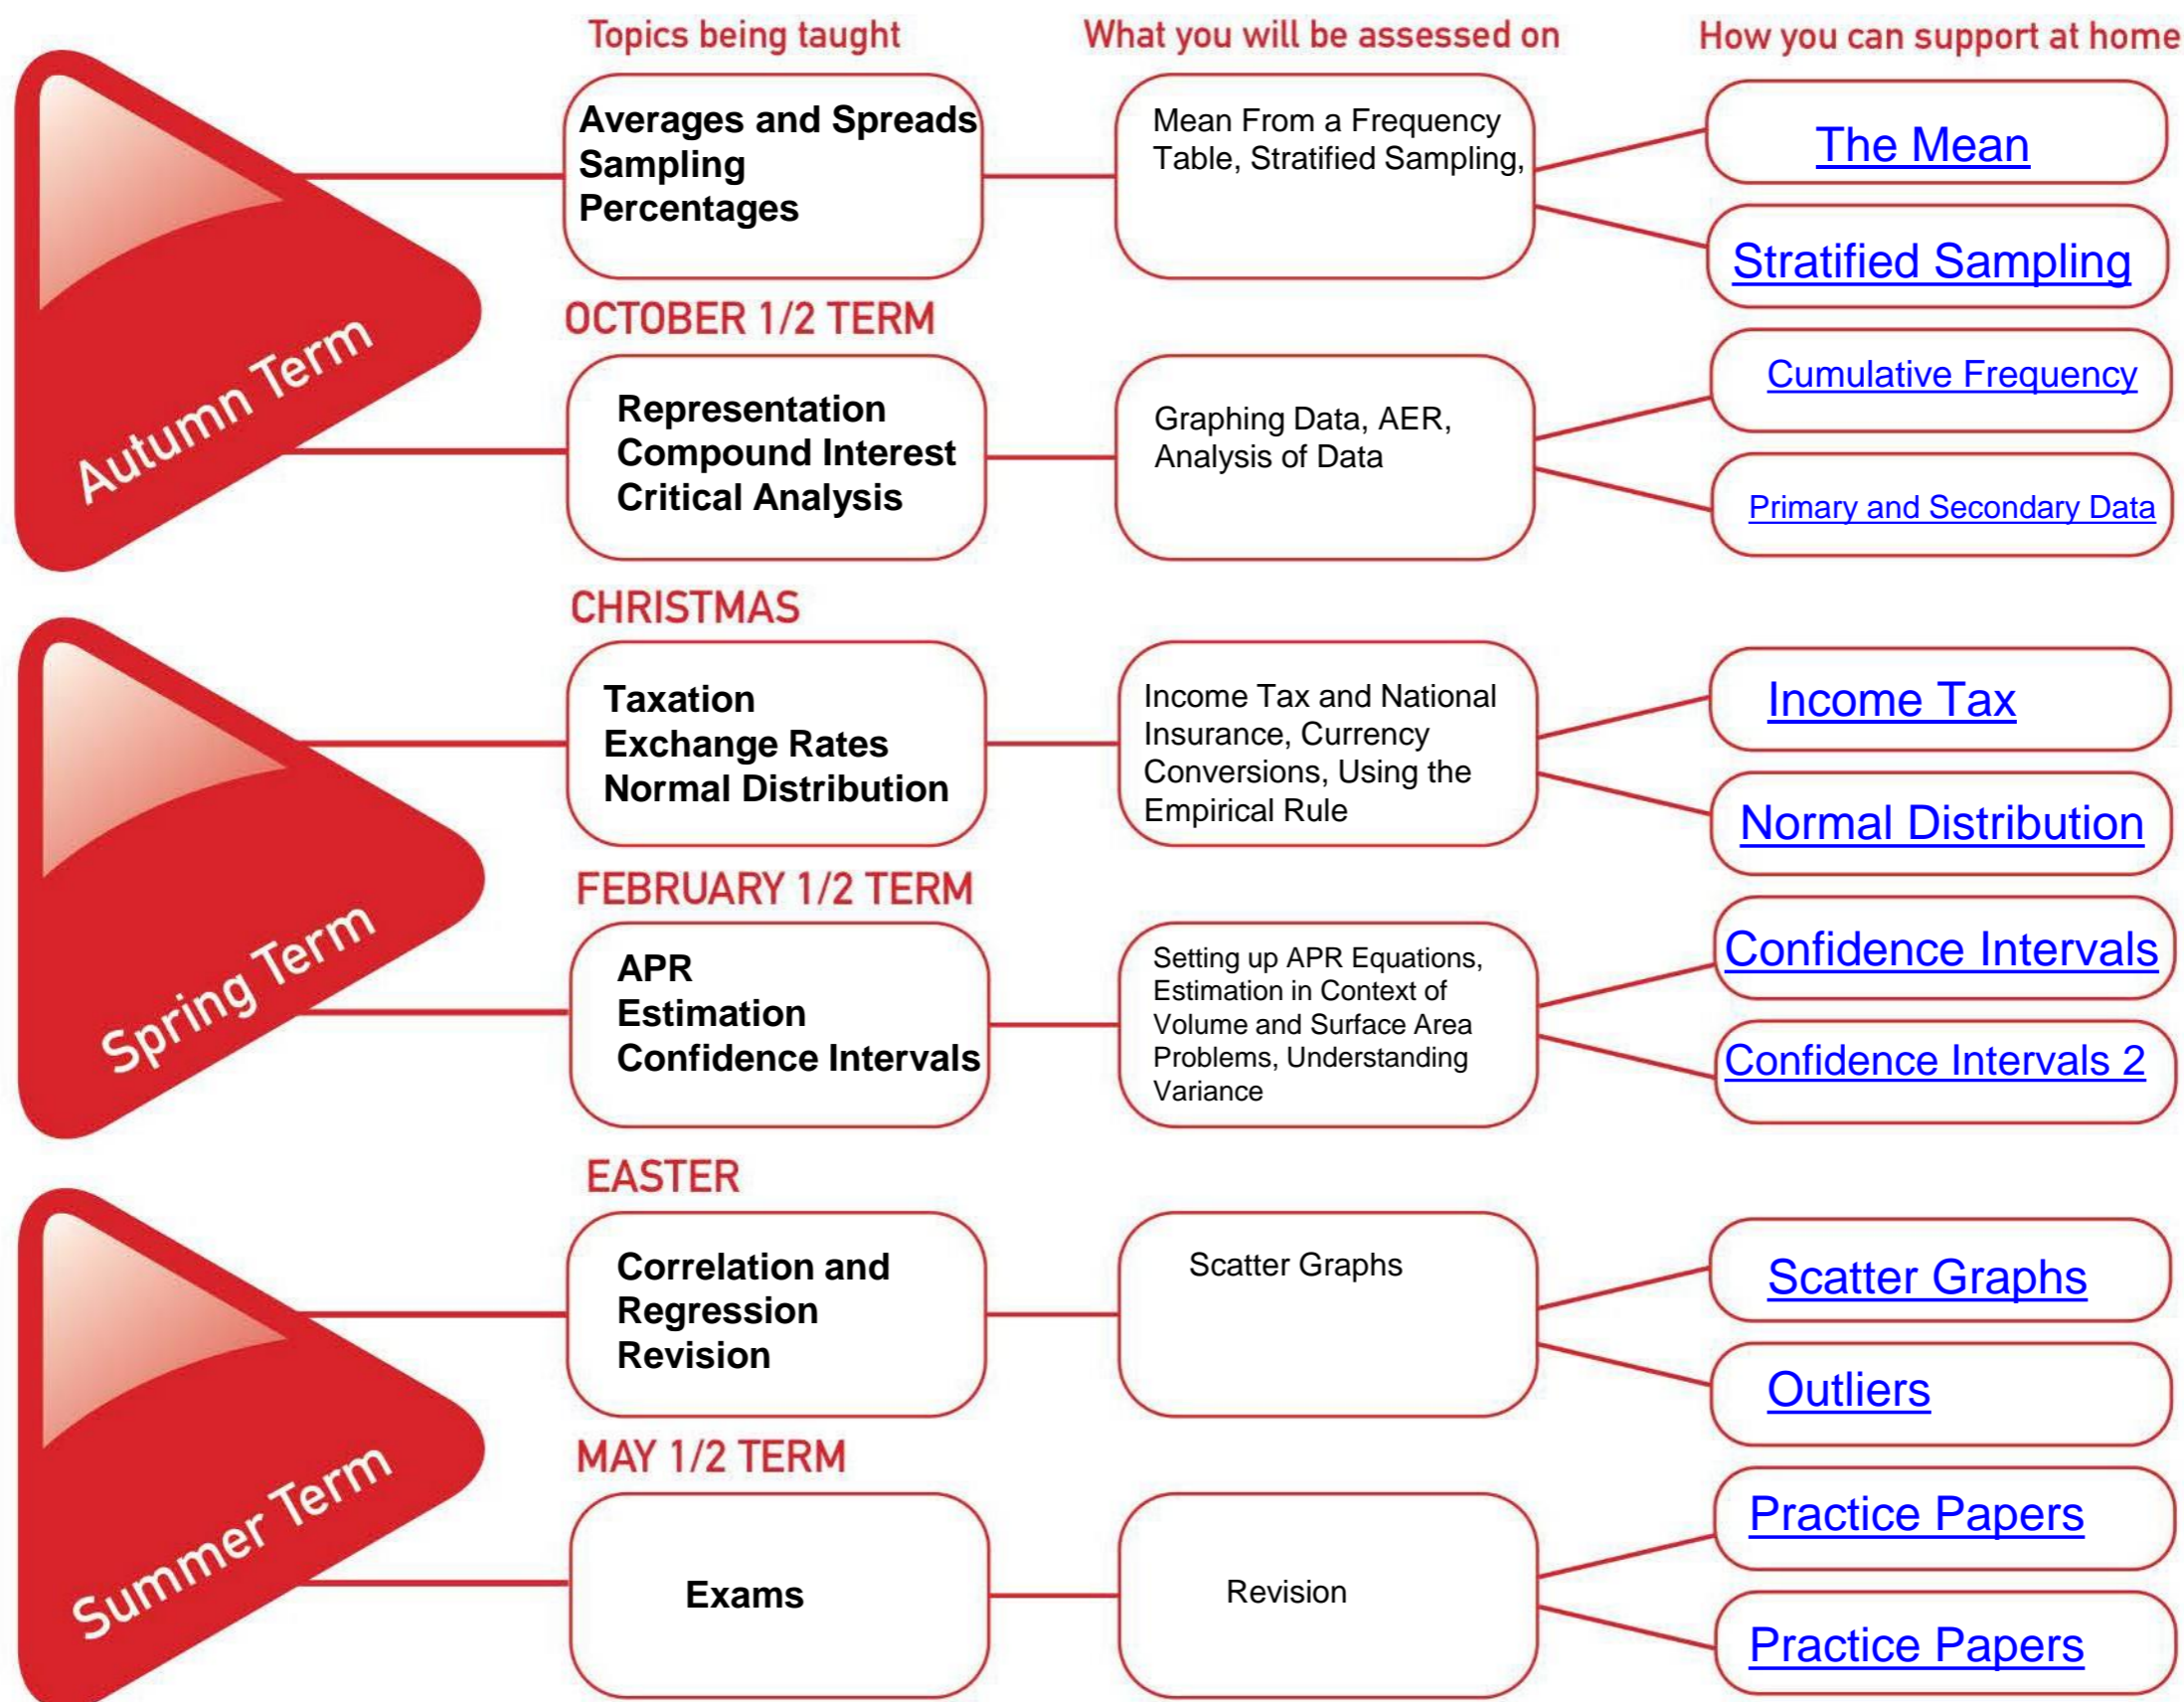 Topics being taught
What you will be assessed on
How you can support at home
Autumn Term
Averages and Spreads
Sampling
Percentages
Mean From a Frequency
Table, Stratified Sampling,
The Mean
Stratified Sampling
OCTOBER 1/2 TERM
Representation
Compound Interest
Critical Analysis
Graphing Data, AER,
Analysis of Data
Cumulative Frequency
Primary and Secondary Data
CHRISTMAS
Spring Term
Taxation
Exchange Rates
Normal Distribution
Income Tax and National
Insurance, Currency
Conversions, Using the
Empirical Rule
Income Tax
Normal Distribution
FEBRUARY 1/2 TERM
APR
Estimation
Confidence Intervals
Setting up APR Equations,
Estimation in Context of
Volume and Surface Area
Problems, Understanding
Variance
Confidence Intervals
Confidence Intervals 2
EASTER
Summer Term
Correlation and
Regression
Revision
Scatter Graphs
Scatter Graphs
Outliers
MAY 1/2 TERM
Exams
Revision
Practice Papers
Practice Papers